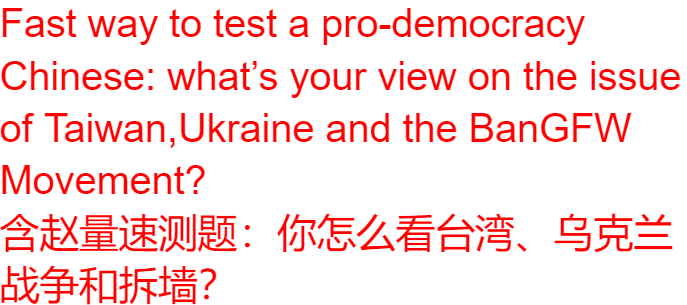 Fast way to test a pro-democracy
Chinese: what’s your view on the issue
of Taiwan,Ukraine and the BanGFW
Movement?
含赵量速测题：你怎么看台湾、乌克兰
战争和拆墙？